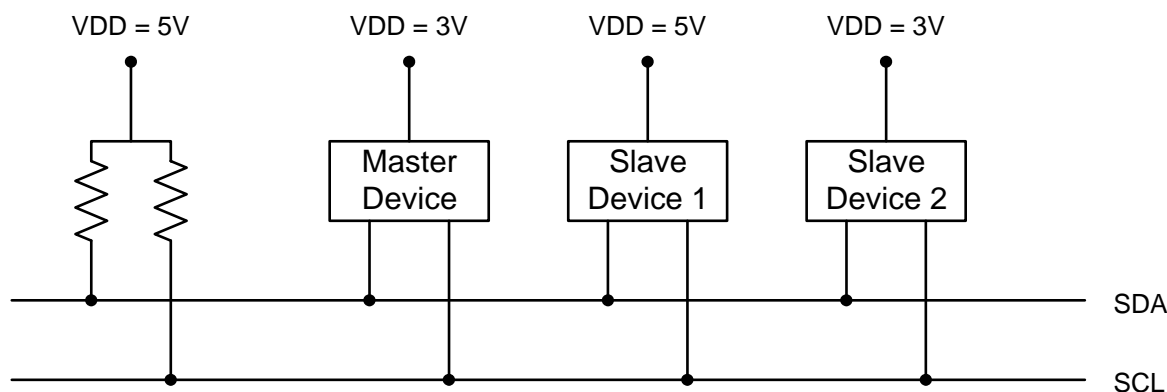 VDD = 5V
VDD = 3V
VDD = 5V
VDD = 3V
Master
Device
Slave
Device 1
Slave
Device 2
SDA
SCL